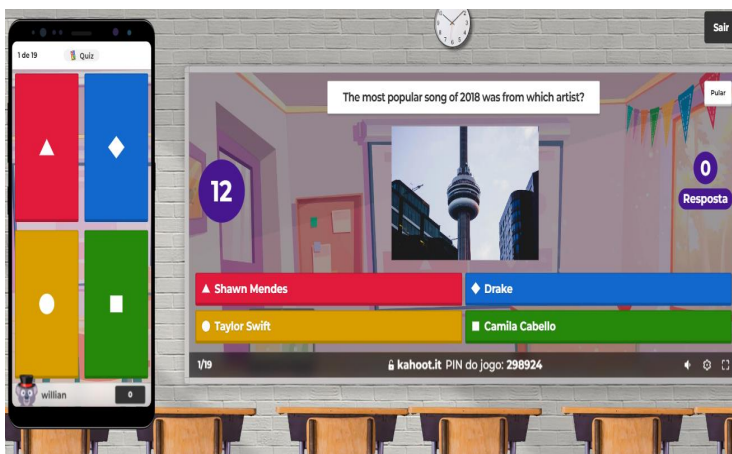 1 de 19
Quiz
willian
0
Sair
The most popular song of 2018 was from which artist?
Pular
12
0
Resposta
Shawn Mendes
Drake
Taylor Swift
Camila Cabello
1/19
kahoot.it PIN do jogo: 298924